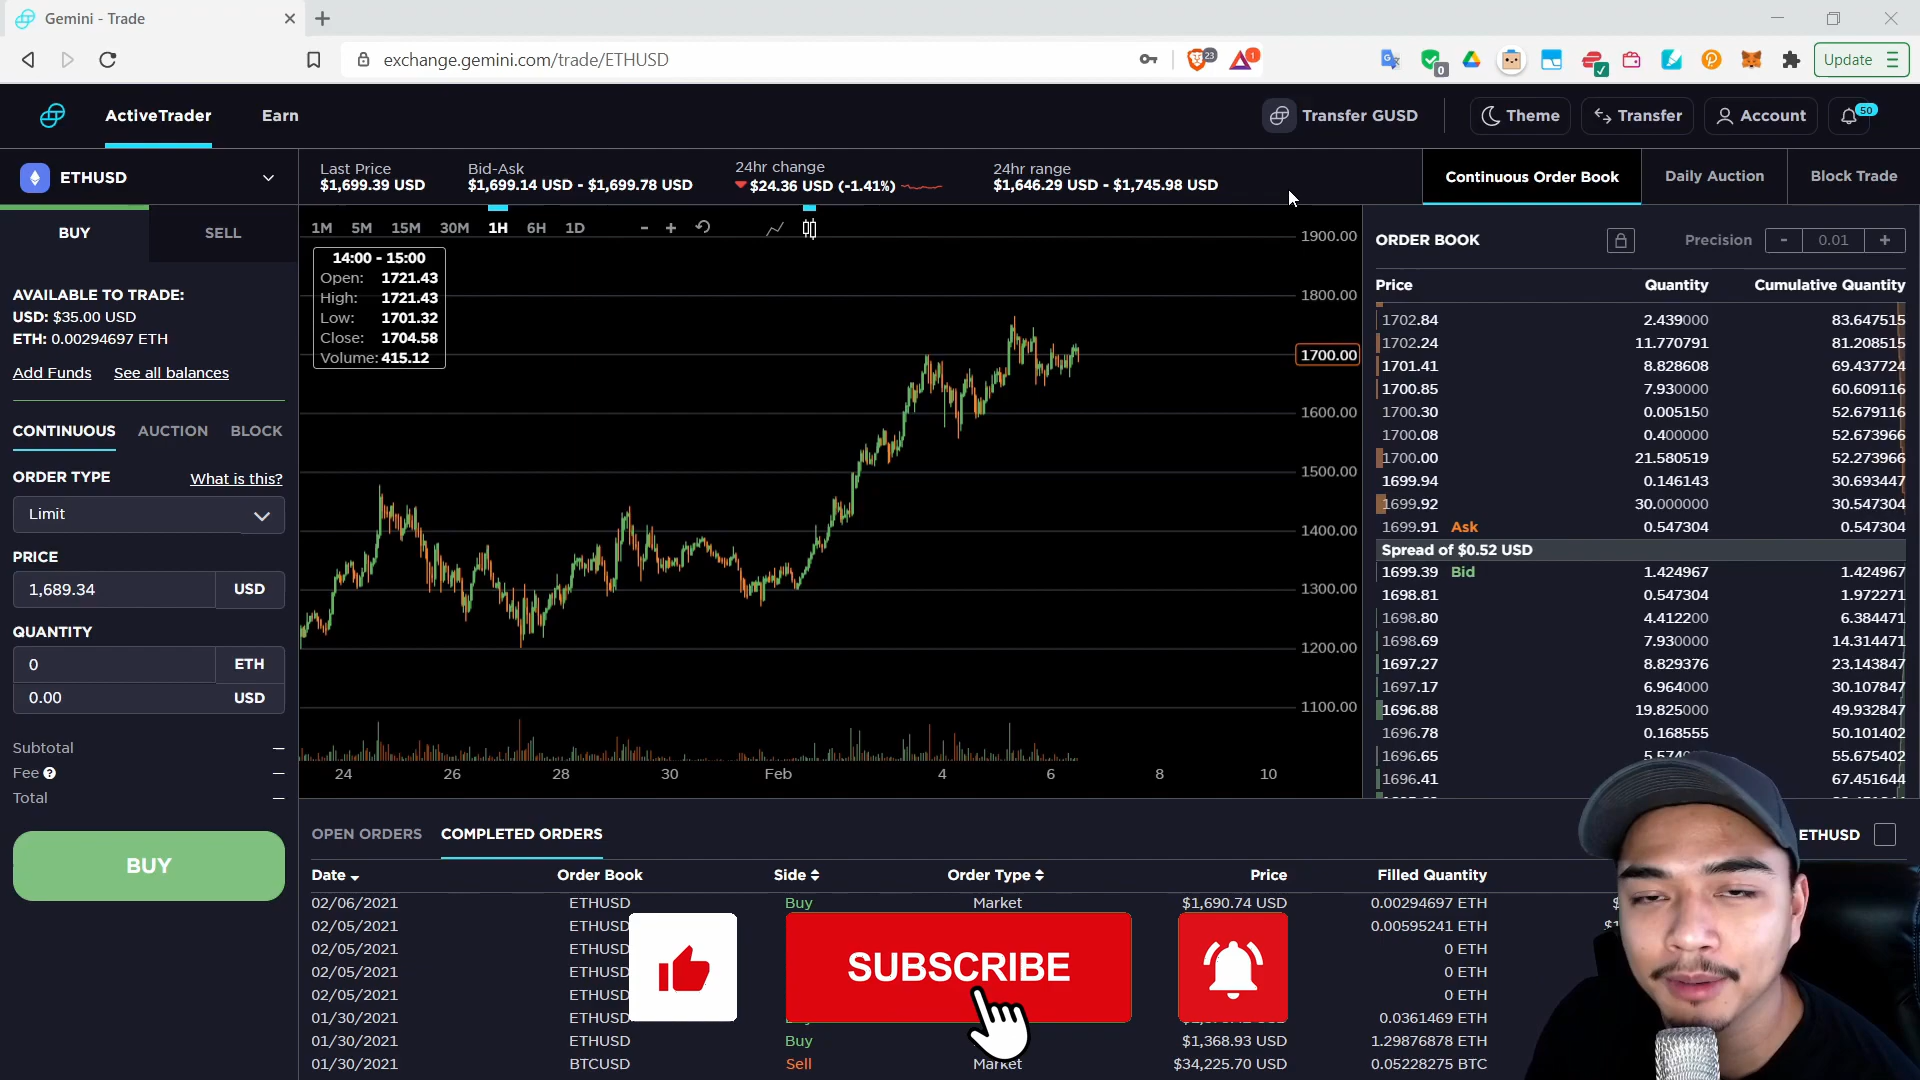 Gemini - Trade
exchange.gemini.com/trade/ETHUSD
23
1
0
Update
ActiveTrader
Earn
Transfer GUSD
Theme
Transfer
Account
50
ETHUSD
Last Price
$1,699.39 USD
Bid-Ask
$1,699.14 USD - $1,699.78 USD
24hr change
$24.36 USD (-1.41%)
24hr range
$1,646.29 USD - $1,745.98 USD
Continuous Order Book
Daily Auction
Block Trade
BUY
SELL
AVAILABLE TO TRADE:
USD: $35.00 USD
ETH: 0.00294697 ETH
Add Funds
See all balances
CONTINUOUS
AUCTION
BLOCK
ORDER TYPE
What is this?
Limit
PRICE
1,689.34
USD
QUANTITY
0
ETH
0.00
USD
Subtotal —
Fee ? —
Total —
BUY
1M 5M 15M 30M 1H 6H 1D - +
14:00 - 15:00
Open: 1721.43
High: 1721.43
Low: 1701.32
Close: 1704.58
Volume: 415.12
1900.00
1800.00
1700.00
1600.00
1500.00
1400.00
1300.00
1200.00
1100.00
24 26 28 30 Feb 4 6 8 10
ORDER BOOK
Precision - 0.01 +
Price Quantity Cumulative Quantity
1702.84 2.439000 83.647515
1702.24 11.770791 81.208515
1701.41 8.828608 69.437724
1700.85 7.930000 60.609116
1700.30 0.005150 52.679116
1700.08 0.400000 52.673966
1700.00 21.580519 52.273966
1699.94 0.146143 30.693447
1699.92 30.000000 30.547304
1699.91 Ask 0.547304 0.547304
Spread of $0.52 USD
1699.39 Bid 1.424967 1.424967
1698.81 0.547304 1.972271
1698.80 4.412200 6.384471
1698.69 7.930000 14.314471
1697.27 8.829376 23.143847
1697.17 6.964000 30.107847
1696.88 19.825000 49.932847
1696.78 0.168555 50.101402
1696.65 55.675402
1696.41 67.451644
OPEN ORDERS
COMPLETED ORDERS
ETHUSD
Date Order Book Side Order Type Price Filled Quantity
02/06/2021 ETHUSD Buy Market $1,690.74 USD 0.00294697 ETH
02/05/2021 ETHUSD 0.00595241 ETH
02/05/2021 ETHUSD 0 ETH
02/05/2021 ETHUSD 0 ETH
02/05/2021 ETHUSD 0 ETH
01/30/2021 ETHUSD 0.0361469 ETH
01/30/2021 ETHUSD Buy $1,368.93 USD 1.29876878 ETH
01/30/2021 BTCUSD Sell Market $34,225.70 USD 0.05228275 BTC
SUBSCRIBE